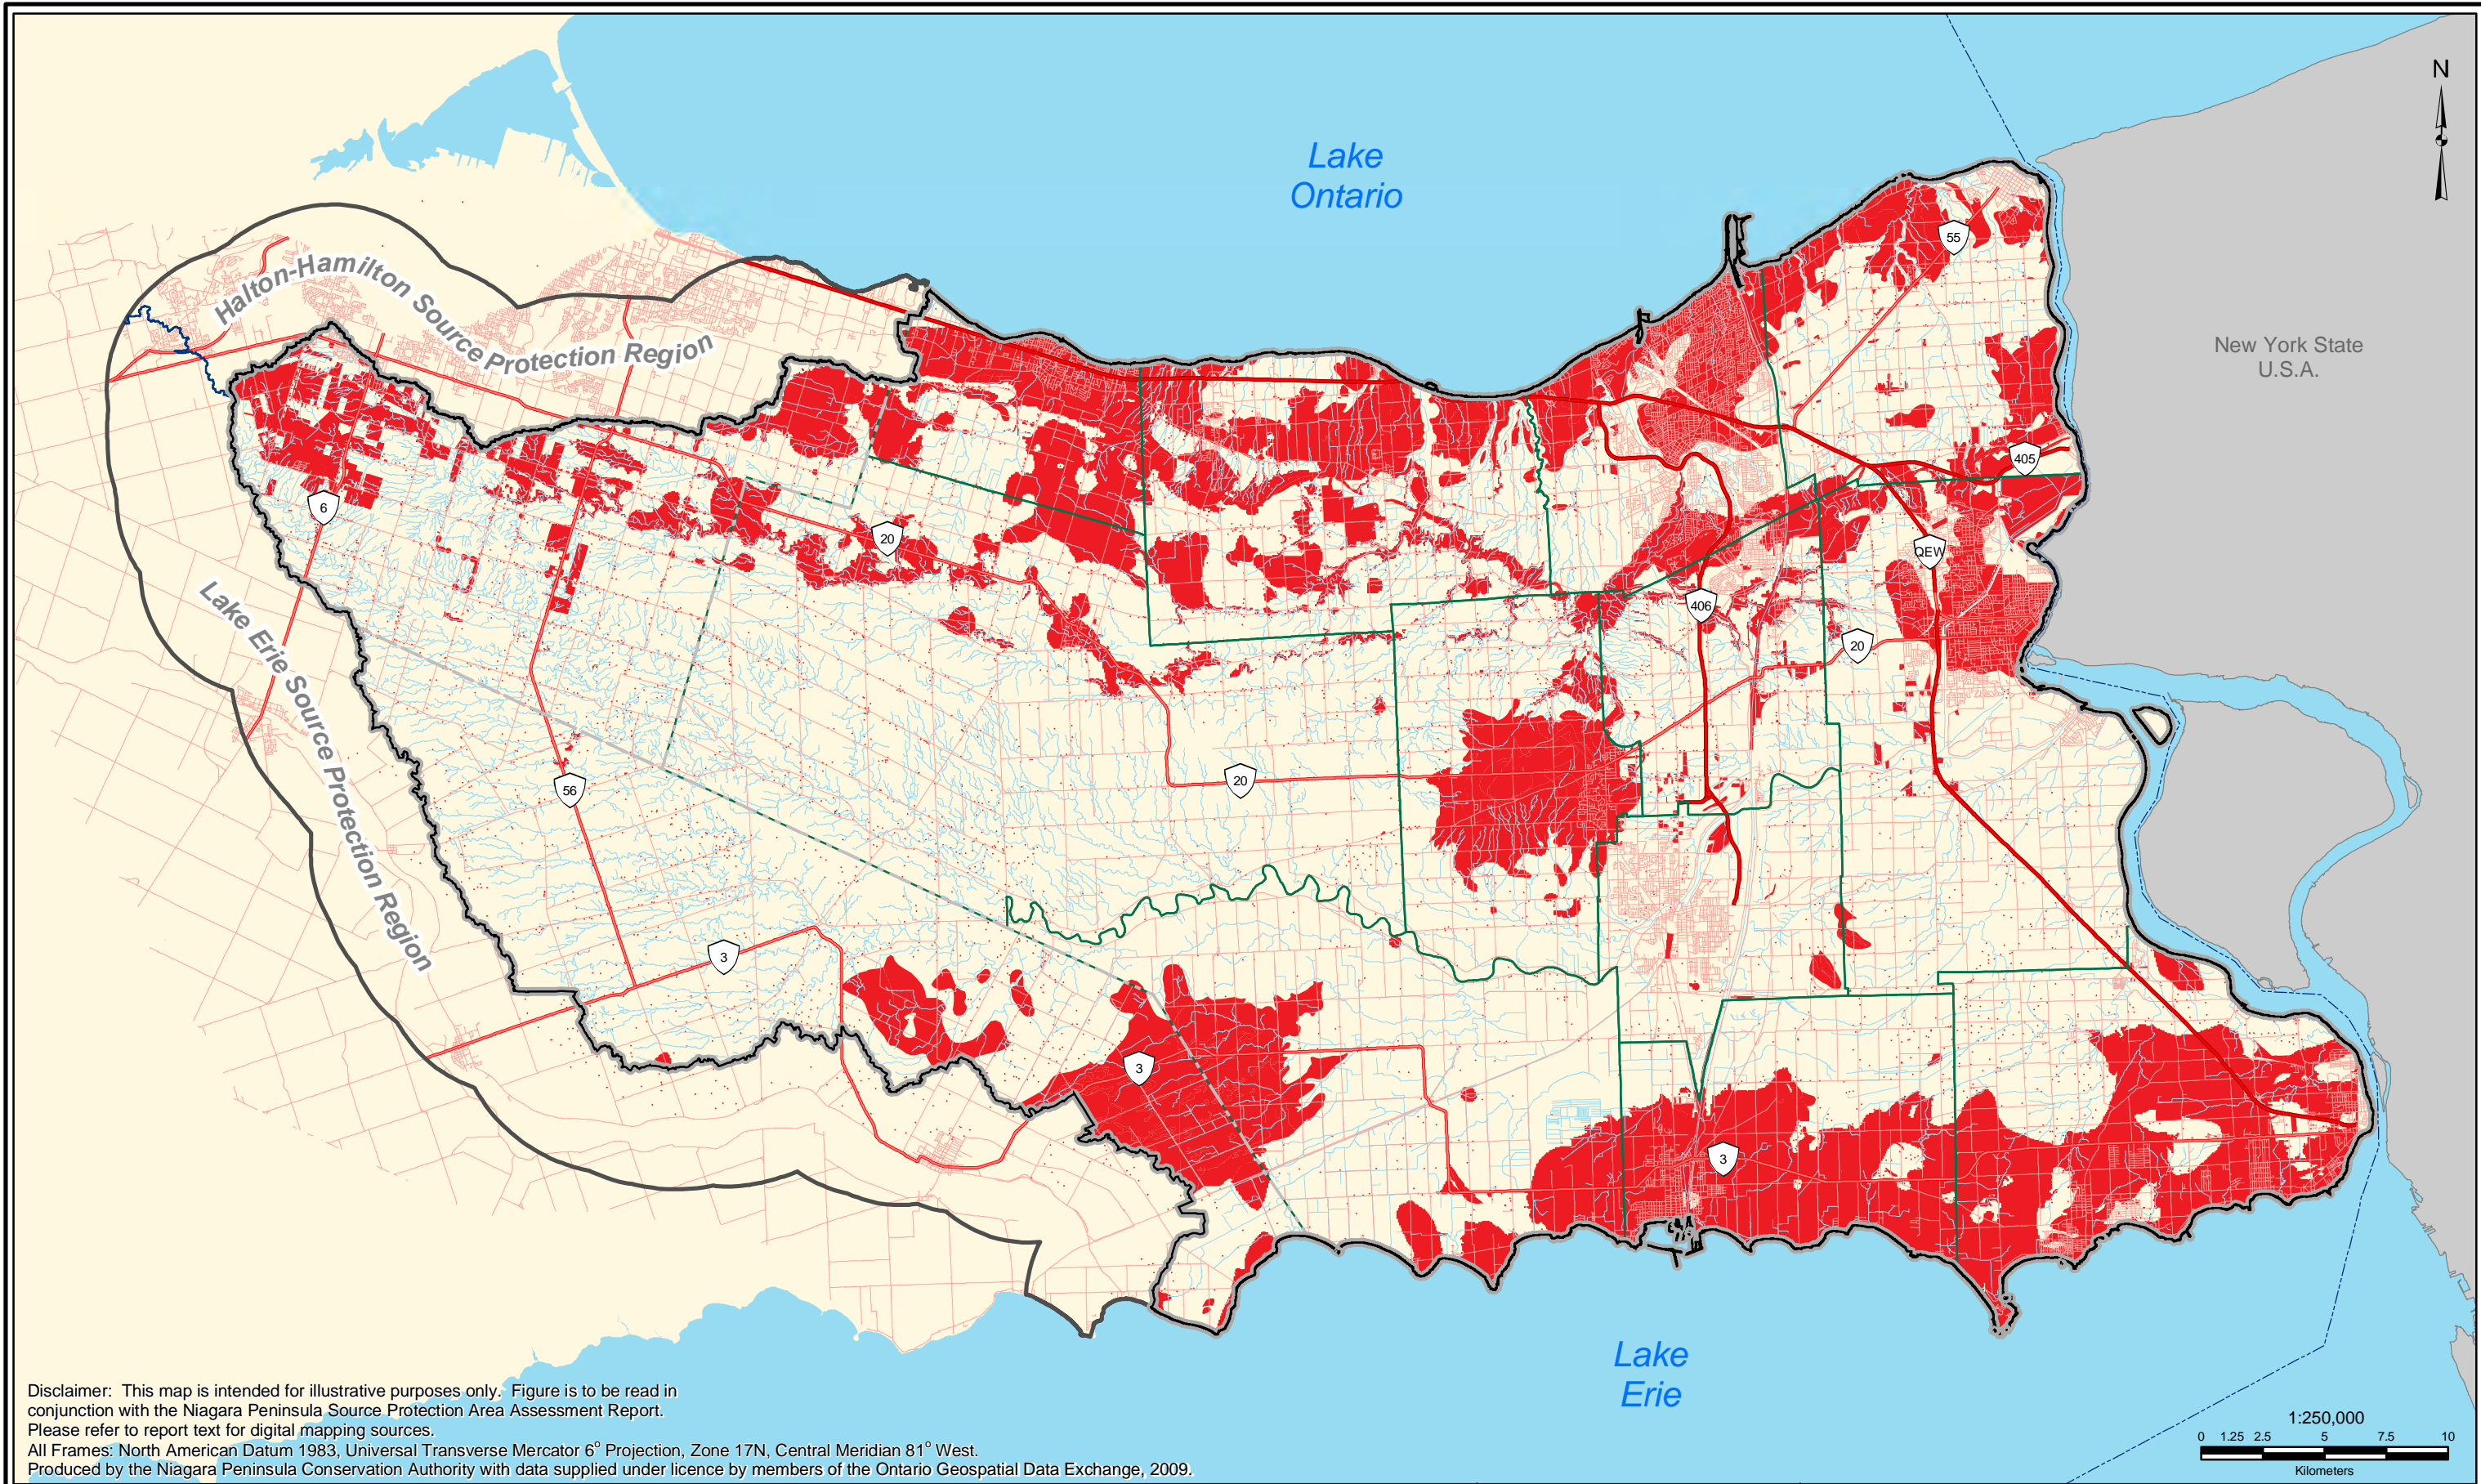 N
Lake
Ontario
55
Halton-Hamilton Source Protection Region
New York State
U.S.A.
405
6
20
QEW
406
20
Lake Erie Source Protection Region
20
56
3
3
3
Lake
Erie
Disclaimer: This map is intended for illustrative purposes only. Figure is to be read in
conjunction with the Niagara Peninsula Source Protection Area Assessment Report.
Please refer to report text for digital mapping sources.
All Frames: North American Datum 1983, Universal Transverse Mercator 6° Projection, Zone 17N, Central Meridian 81° West.
Produced by the Niagara Peninsula Conservation Authority with data supplied under licence by members of the Ontario Geospatial Data Exchange, 2009.
1:250,000
0 1.25 2.5 5 7.5 10
Kilometers